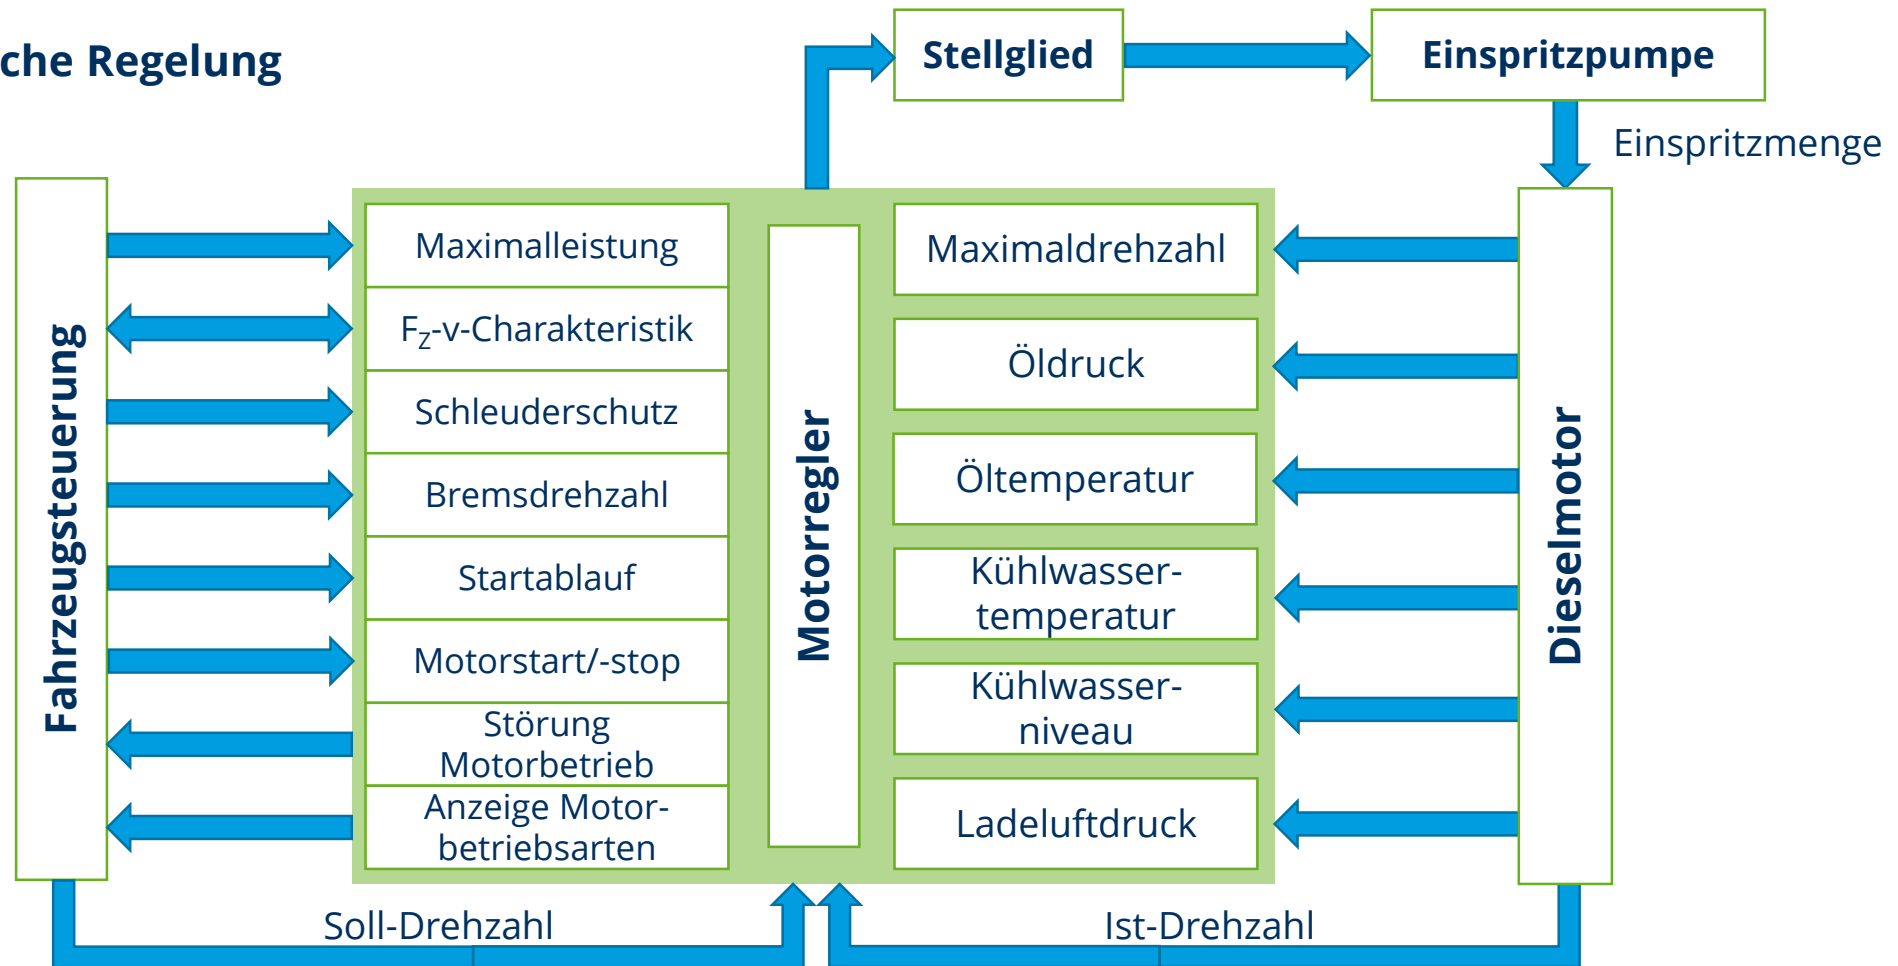 che Regelung
Stellglied
Einspritzpumpe
Einspritzmenge
Fahrzeugsteuerung
Maximalleistung
F_Z-v-Charakteristik
Schleuderschutz
Bremsdrehzahl
Startablauf
Motorstart/-stop
Störung
Motorbetrieb
Anzeige Motor-
betriebsarten
Motorregler
Maximaldrehzahl
Öldruck
Öltemperatur
Kühlwasser-
temperatur
Kühlwasser-
niveau
Ladeluftdruck
Dieselmotor
Soll-Drehzahl
Ist-Drehzahl